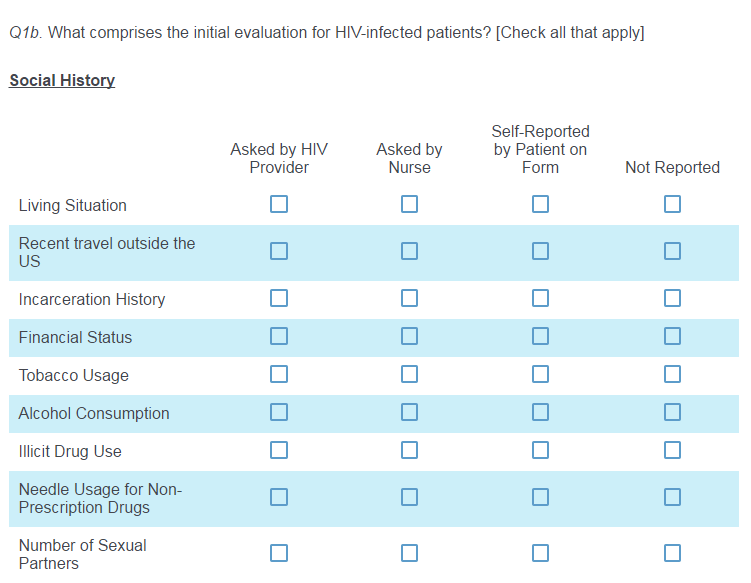 Q1b. What comprises the initial evaluation for HIV-infected patients? [Check all that apply]
Social History
Asked by HIV Provider
Asked by Nurse
Self-Reported by Patient on Form
Not Reported
Living Situation
Recent travel outside the
US
Incarceration History
Financial Status
Tobacco Usage
Alcohol Consumption
Illicit Drug Use
Needle Usage for Non-
Prescription Drugs
Number of Sexual
Partners